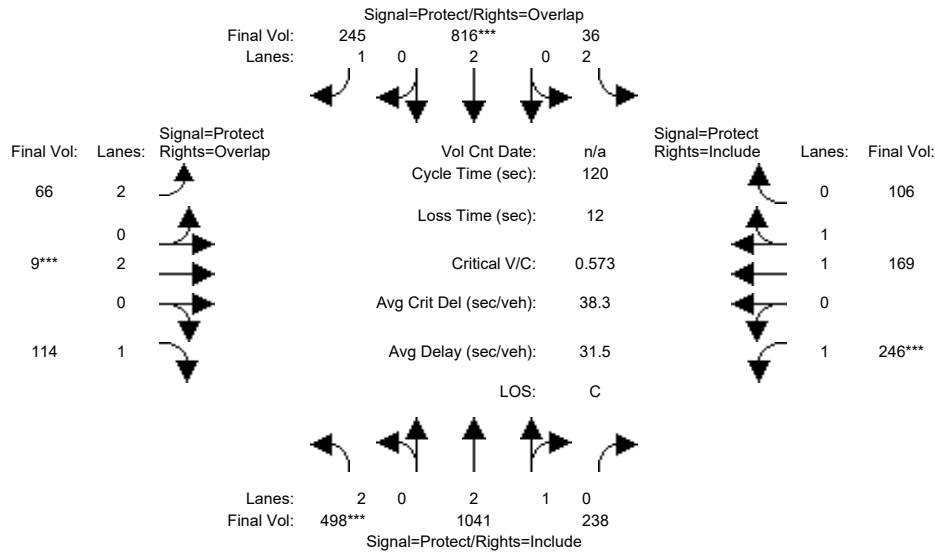 Signal=Protect/Rights=Overlap
Final Vol: 245 816*** 36
Lanes: 1 0 2 0 2
Signal=Protect
Final Vol: Lanes: Rights=Overlap
Vol Cnt Date: n/a
Signal=Protect
Rights=Include Lanes: Final Vol:
Cycle Time (sec): 120
66 2
0 106
Loss Time (sec): 12
0
1
9*** 2
Critical V/C: 0.573
1 169
0
Avg Crit Del (sec/veh): 38.3
0
114 1
Avg Delay (sec/veh): 31.5
1 246***
LOS: C
Lanes: 2 0 2 1 0
Final Vol: 498*** 1041 238
Signal=Protect/Rights=Include